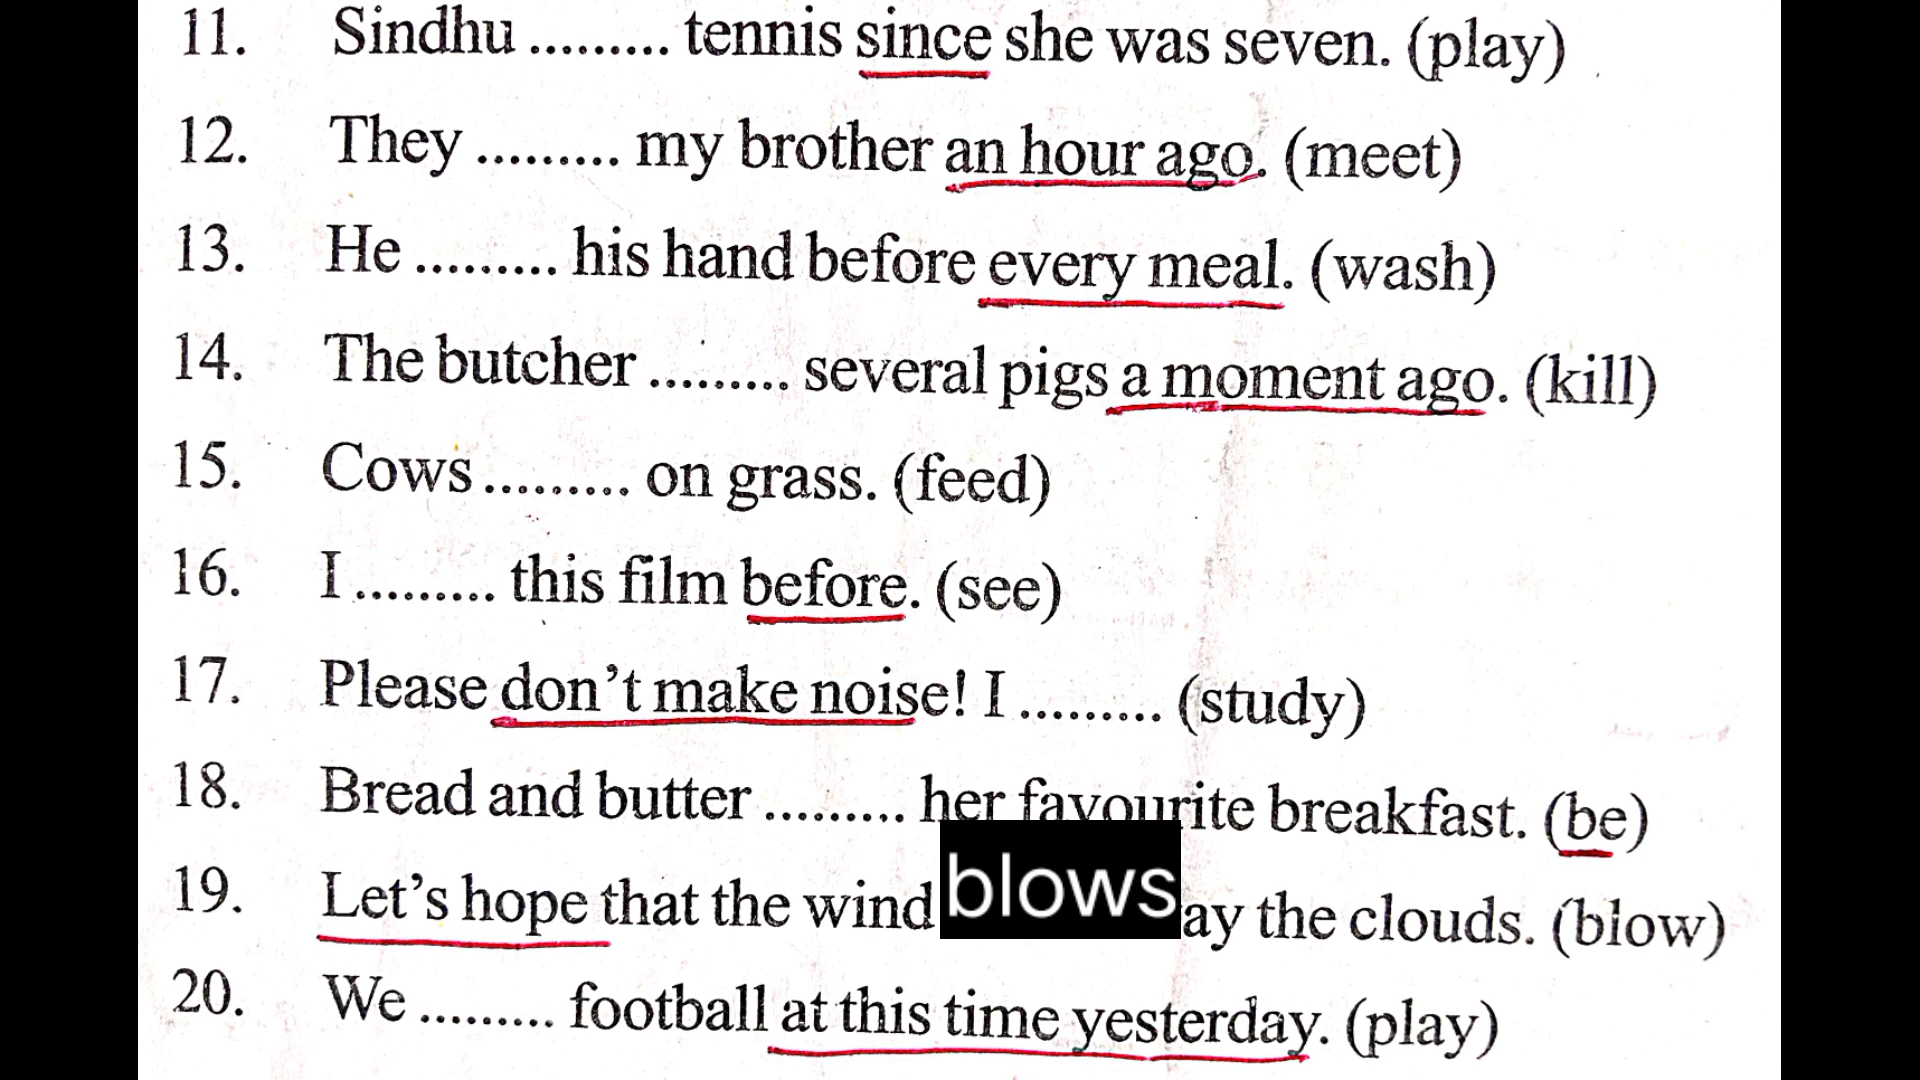 11. Sindhu ......... tennis since she was seven. (play)
12. They ......... my brother an hour ago. (meet)
13. He ......... his hand before every meal. (wash)
14. The butcher ......... several pigs a moment ago. (kill)
15. Cows ......... on grass. (feed)
16. I ......... this film before. (see)
17. Please don't make noise! I ......... (study)
18. Bread and butter ......... her favourite breakfast. (be)
19. Let's hope that the wind blows ay the clouds. (blow)
20. We ......... football at this time yesterday. (play)